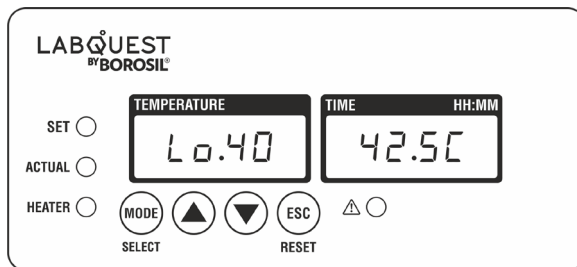 LABQUEST
BY BOROSIL®
TEMPERATURE
TIME HH:MM
SET
Lo.40
42.5C
ACTUAL
HEATER
MODE
ESC
SELECT
RESET